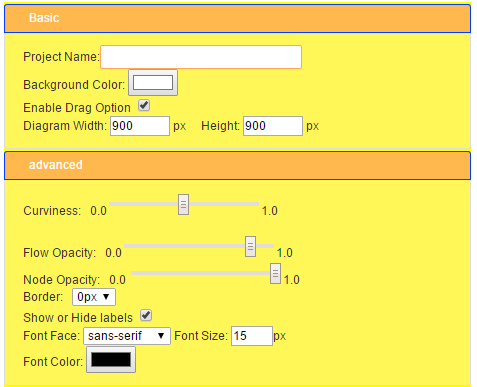 Basic
Project Name:
Background Color:
Enable Drag Option
Diagram Width: 900 px Height: 900 px
advanced
Curviness: 0.0 1.0
Flow Opacity: 0.0 1.0
Node Opacity: 0.0 1.0
Border: 0px
Show or Hide labels
Font Face: sans-serif Font Size: 15 px
Font Color: